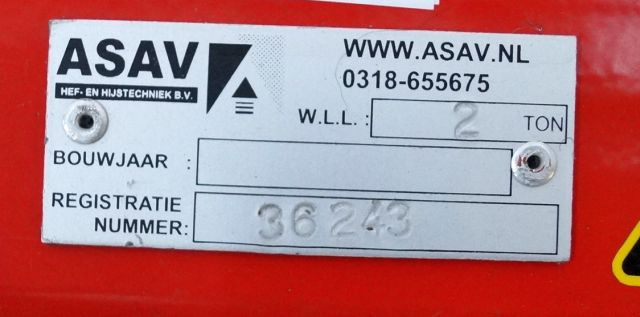 ASAV
HEF- EN HIJSTECHNIEK B.V.
WWW.ASAV.NL
0318-655675
W.L.L. : 2 TON
BOUWJAAR :
REGISTRATIE
NUMMER: 36243